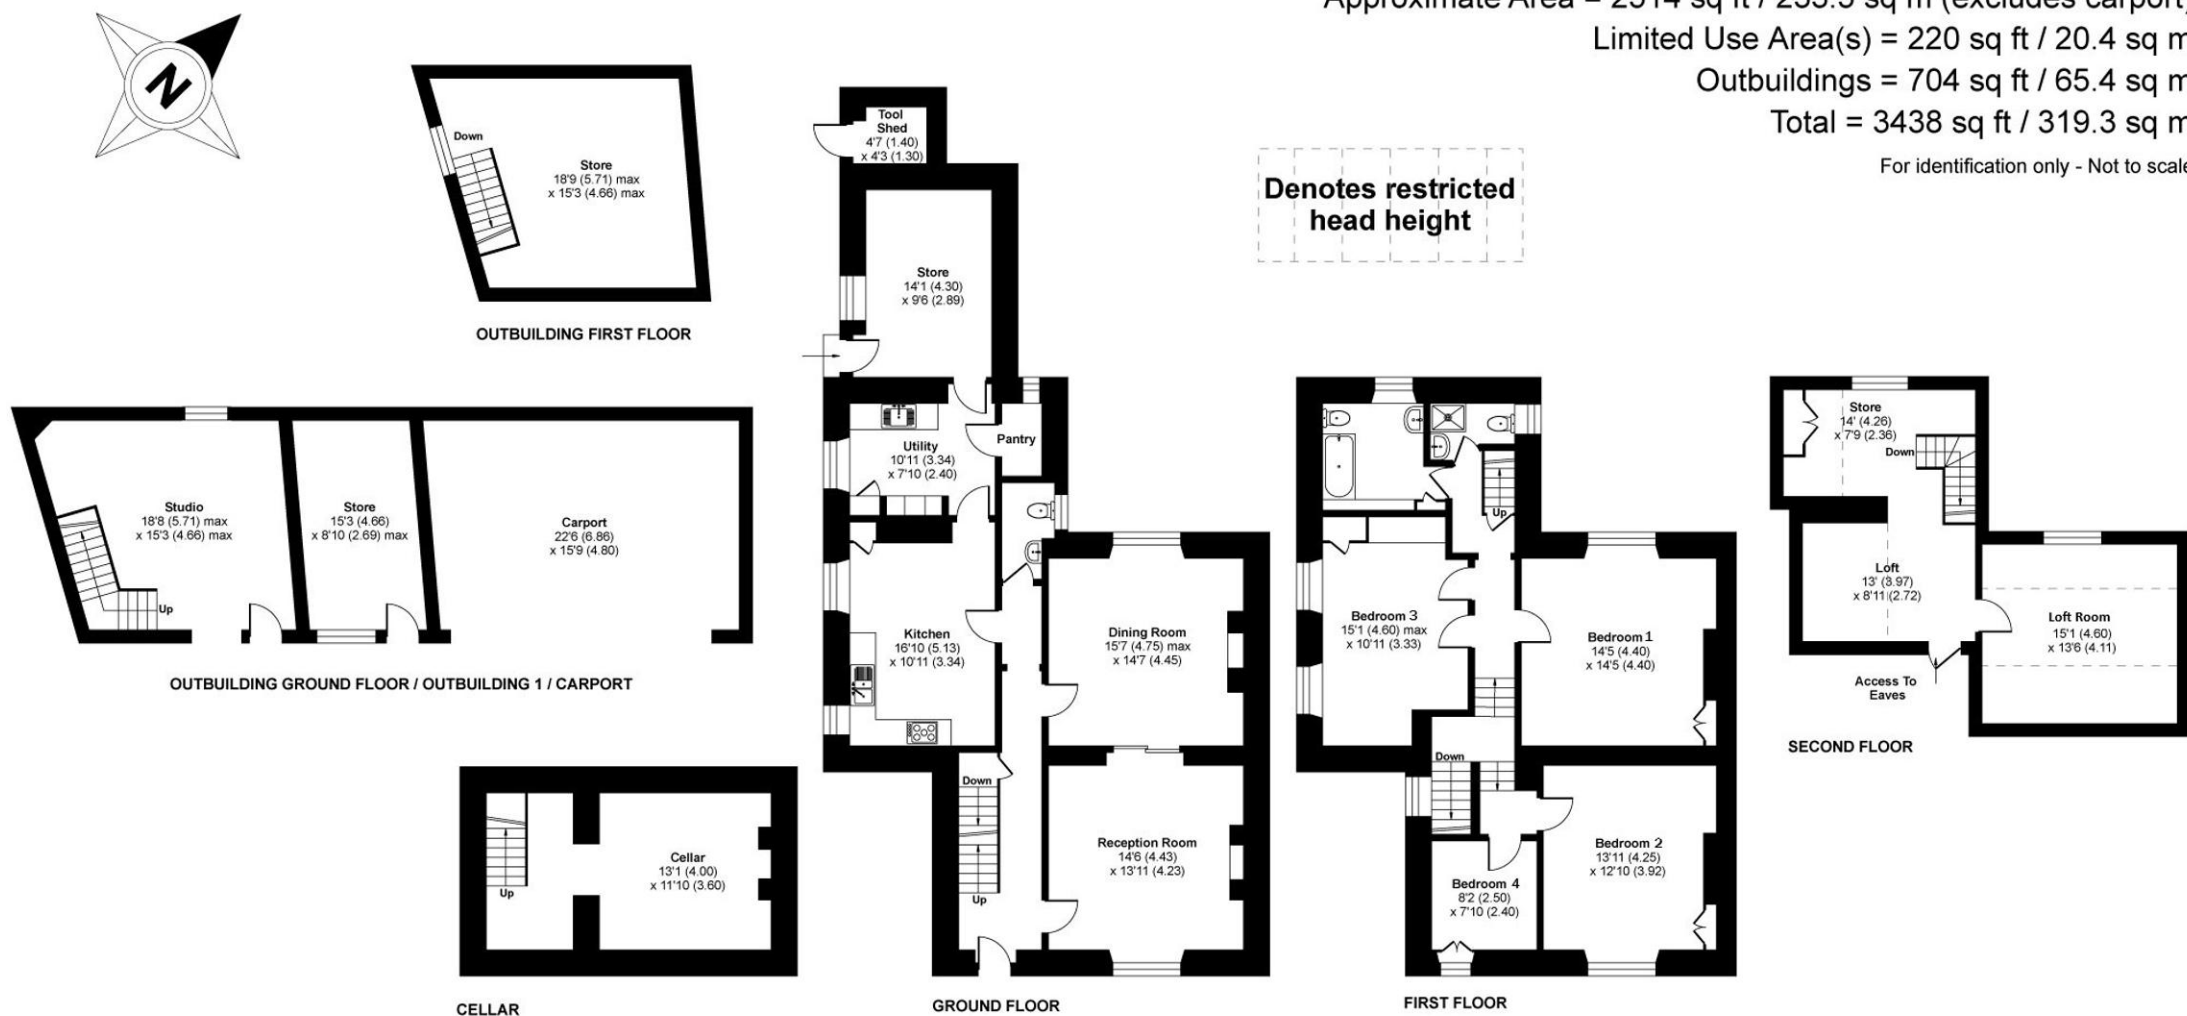 Approximate Area = 2514 sq ft / 233.5 sq m (excludes carport)
Limited Use Area(s) = 220 sq ft / 20.4 sq m
Outbuildings = 704 sq ft / 65.4 sq m
Total = 3438 sq ft / 319.3 sq m
For identification only - Not to scale
N
Denotes restricted
head height
Down
Store
18'9 (5.71) max
x 15'3 (4.66) max
OUTBUILDING FIRST FLOOR
Studio
18'8 (5.71) max
x 15'3 (4.66) max
Up
Store
15'3 (4.66)
x 8'10 (2.69) max
Carport
22'6 (6.86)
x 15'9 (4.80)
OUTBUILDING GROUND FLOOR / OUTBUILDING 1 / CARPORT
Cellar
13'1 (4.00)
x 11'10 (3.60)
Up
CELLAR
Tool
Shed
4'7 (1.40)
x 4'3 (1.30)
Store
14'1 (4.30)
x 9'6 (2.89)
Utility
10'11 (3.34)
x 7'10 (2.40)
Pantry
Kitchen
16'10 (5.13)
x 10'11 (3.34)
Dining Room
15'7 (4.75) max
x 14'7 (4.45)
Down
Up
Reception Room
14'6 (4.43)
x 13'11 (4.23)
GROUND FLOOR
Up
Bedroom 3
15'1 (4.60) max
x 10'11 (3.33)
Bedroom 1
14'5 (4.40)
x 14'5 (4.40)
Down
Up
Bedroom 2
13'11 (4.25)
x 12'10 (3.92)
Bedroom 4
8'2 (2.50)
x 7'10 (2.40)
FIRST FLOOR
Store
14' (4.26)
x 7'9 (2.36)
Down
Loft
13' (3.97)
x 8'11 (2.72)
Loft Room
15'1 (4.60)
x 13'6 (4.11)
Access To
Eaves
SECOND FLOOR